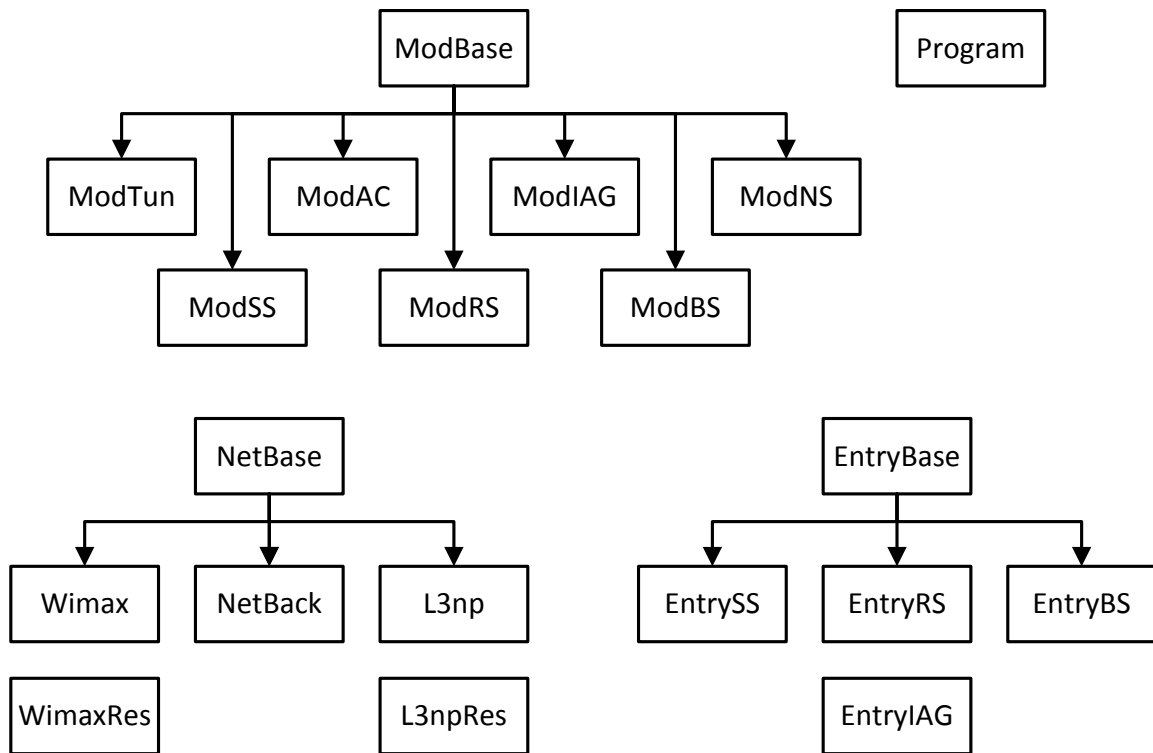 ModBase
Program
ModTun
ModAC
ModIAG
ModNS
ModSS
ModRS
ModBS
NetBase
EntryBase
Wimax
NetBack
L3np
EntrySS
EntryRS
EntryBS
WimaxRes
L3npRes
EntryIAG